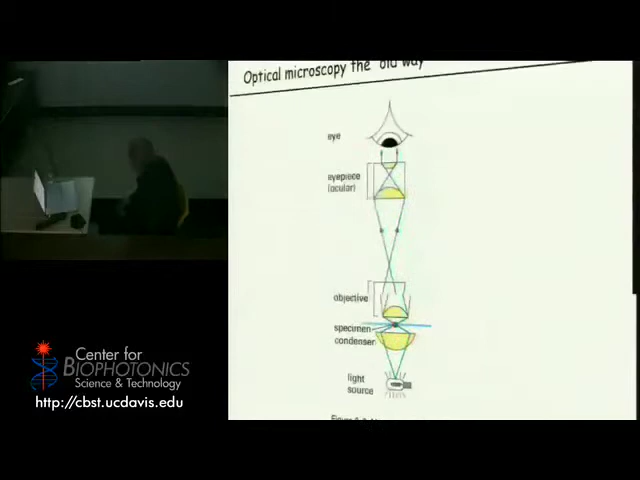 Optical microscopy the "old way"
eye
eyepiece
(ocular)
objective
specimen
condenser
light
source
Center for
BIOPHOTONICS
Science & Technology
http://cbst.ucdavis.edu